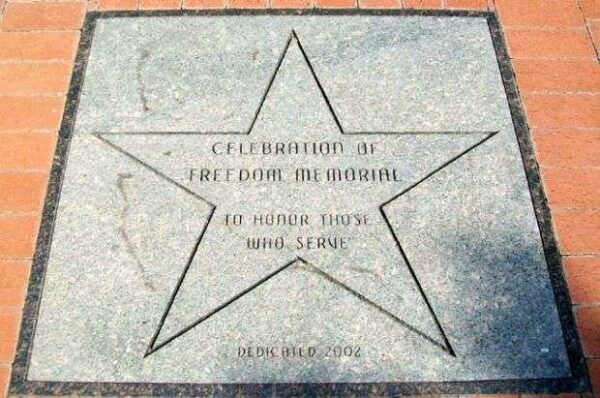 CELEBRATION OF
FREEDOM MEMORIAL
TO HONOR THOSE
WHO SERVE
DEDICATED 2002